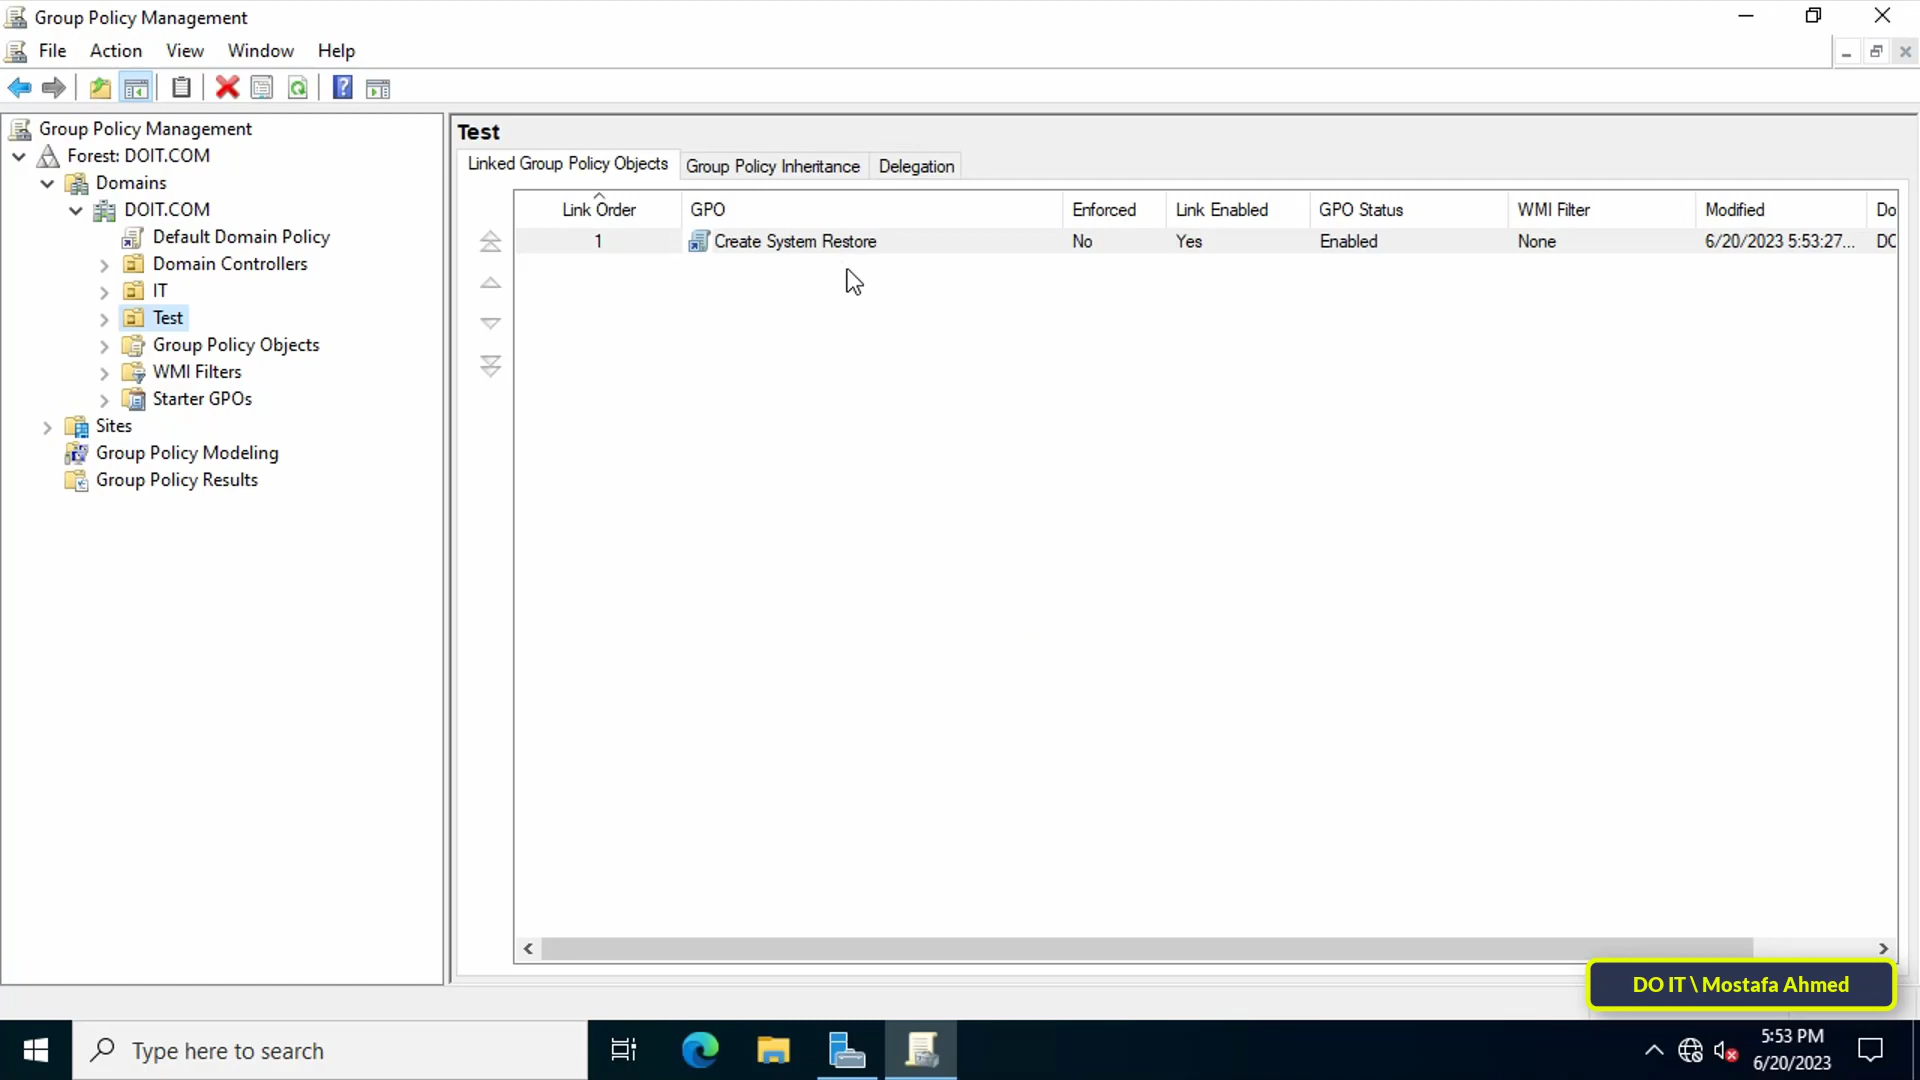 Group Policy Management
File Action View Window Help
Group Policy Management
Forest: DOIT.COM
Domains
DOIT.COM
Default Domain Policy
Domain Controllers
IT
Test
Group Policy Objects
WMI Filters
Starter GPOs
Sites
Group Policy Modeling
Group Policy Results
Test
Linked Group Policy Objects Group Policy Inheritance Delegation
Link Order GPO Enforced Link Enabled GPO Status WMI Filter Modified Do
1 Create System Restore No Yes Enabled None 6/20/2023 5:53:27... DC
DO IT \ Mostafa Ahmed
Type here to search
5:53 PM
6/20/2023